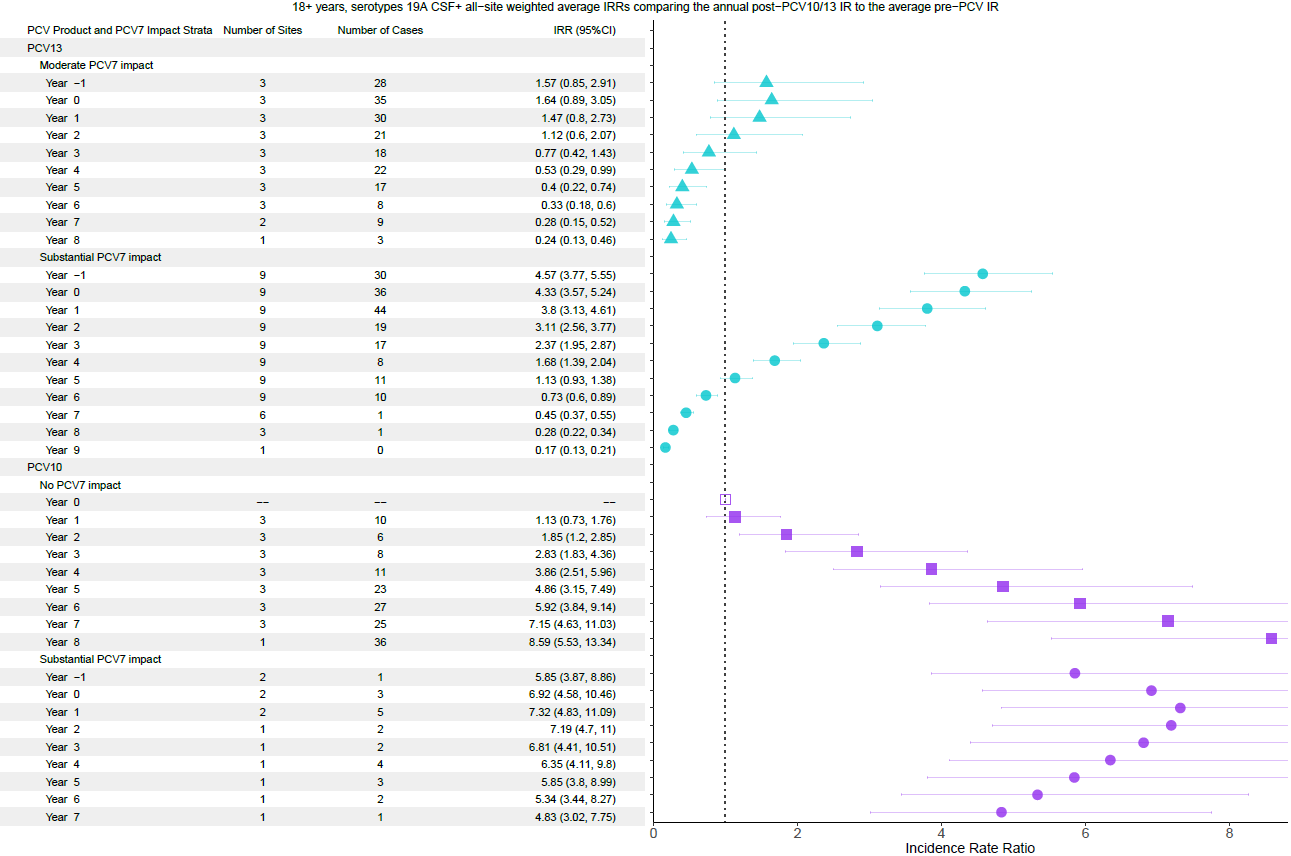 18+ years, serotypes 19A CSF+ all−site weighted average IRRs comparing the annual post−PCV10/13 IR to the average pre−PCV IR
PCV Product and PCV7 Impact Strata Number of Sites Number of Cases IRR (95%CI)
PCV13
Moderate PCV7 impact
Year −1 3 28 1.57 (0.85, 2.91)
Year 0 3 35 1.64 (0.89, 3.05)
Year 1 3 30 1.47 (0.8, 2.73)
Year 2 3 21 1.12 (0.6, 2.07)
Year 3 3 18 0.77 (0.42, 1.43)
Year 4 3 22 0.53 (0.29, 0.99)
Year 5 3 17 0.4 (0.22, 0.74)
Year 6 3 8 0.33 (0.18, 0.6)
Year 7 2 9 0.28 (0.15, 0.52)
Year 8 1 3 0.24 (0.13, 0.46)
Substantial PCV7 impact
Year −1 9 30 4.57 (3.77, 5.55)
Year 0 9 36 4.33 (3.57, 5.24)
Year 1 9 44 3.8 (3.13, 4.61)
Year 2 9 19 3.11 (2.56, 3.77)
Year 3 9 17 2.37 (1.95, 2.87)
Year 4 9 8 1.68 (1.39, 2.04)
Year 5 9 11 1.13 (0.93, 1.38)
Year 6 9 10 0.73 (0.6, 0.89)
Year 7 6 1 0.45 (0.37, 0.55)
Year 8 3 1 0.28 (0.22, 0.34)
Year 9 1 0 0.17 (0.13, 0.21)
PCV10
No PCV7 impact
Year 0 −− −− −−
Year 1 3 10 1.13 (0.73, 1.76)
Year 2 3 6 1.85 (1.2, 2.85)
Year 3 3 8 2.83 (1.83, 4.36)
Year 4 3 11 3.86 (2.51, 5.96)
Year 5 3 23 4.86 (3.15, 7.49)
Year 6 3 27 5.92 (3.84, 9.14)
Year 7 3 25 7.15 (4.63, 11.03)
Year 8 1 36 8.59 (5.53, 13.34)
Substantial PCV7 impact
Year −1 2 1 5.85 (3.87, 8.86)
Year 0 2 3 6.92 (4.58, 10.46)
Year 1 2 5 7.32 (4.83, 11.09)
Year 2 1 2 7.19 (4.7, 11)
Year 3 1 2 6.81 (4.41, 10.51)
Year 4 1 4 6.35 (4.11, 9.8)
Year 5 1 3 5.85 (3.8, 8.99)
Year 6 1 2 5.34 (3.44, 8.27)
Year 7 1 1 4.83 (3.02, 7.75)
0 2 4 6 8
Incidence Rate Ratio